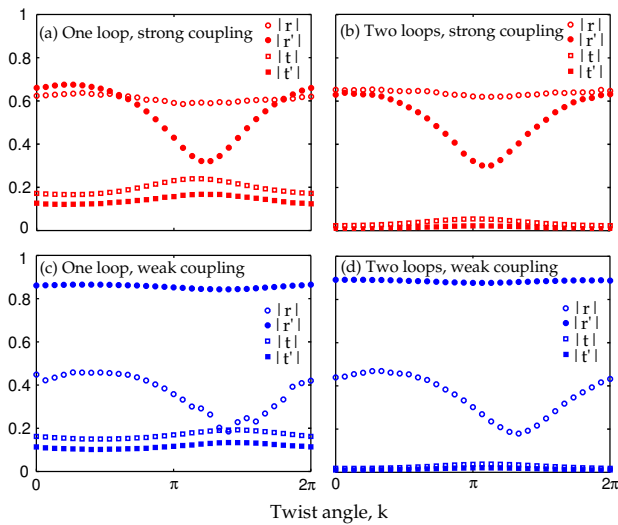 (a) One loop, strong coupling
|r|
|r'|
|t|
|t'|
0.8
0.6
0.4
0.2
0
(b) Two loops, strong coupling
|r|
|r'|
|t|
|t'|
(c) One loop, weak coupling
|r|
|r'|
|t|
|t'|
1
0.8
0.6
0.4
0.2
0
0
π
2π
(d) Two loops, weak coupling
|r|
|r'|
|t|
|t'|
0
π
2π
Twist angle, k